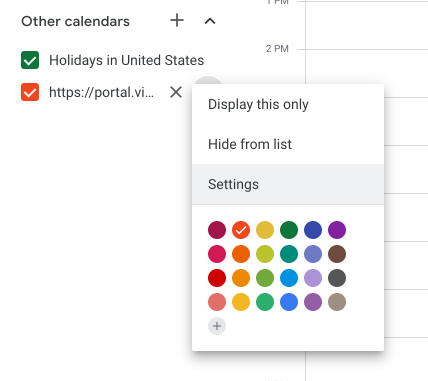 Other calendars
1 PM
2 PM
Holidays in United States
https://portal.vi...
Display this only
Hide from list
Settings